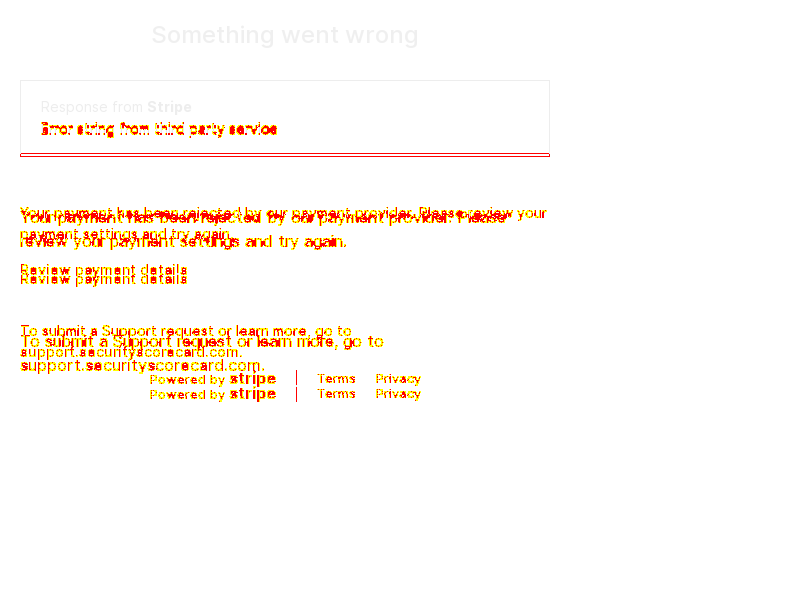 Something went wrong
Response from Stripe
Error string from third party service
Your payment has been rejected by our payment provider. Please review your
Your payment has been rejected by our payment provider. Please
payment settings and try again.
review your payment settings and try again.
Review payment details
Review payment details
To submit a Support request or learn more, go to
To submit a Support request or learn more, go to
support.securityscorecard.com.
support.securityscorecard.com.
Powered by stripe | Terms Privacy
Powered by stripe | Terms Privacy